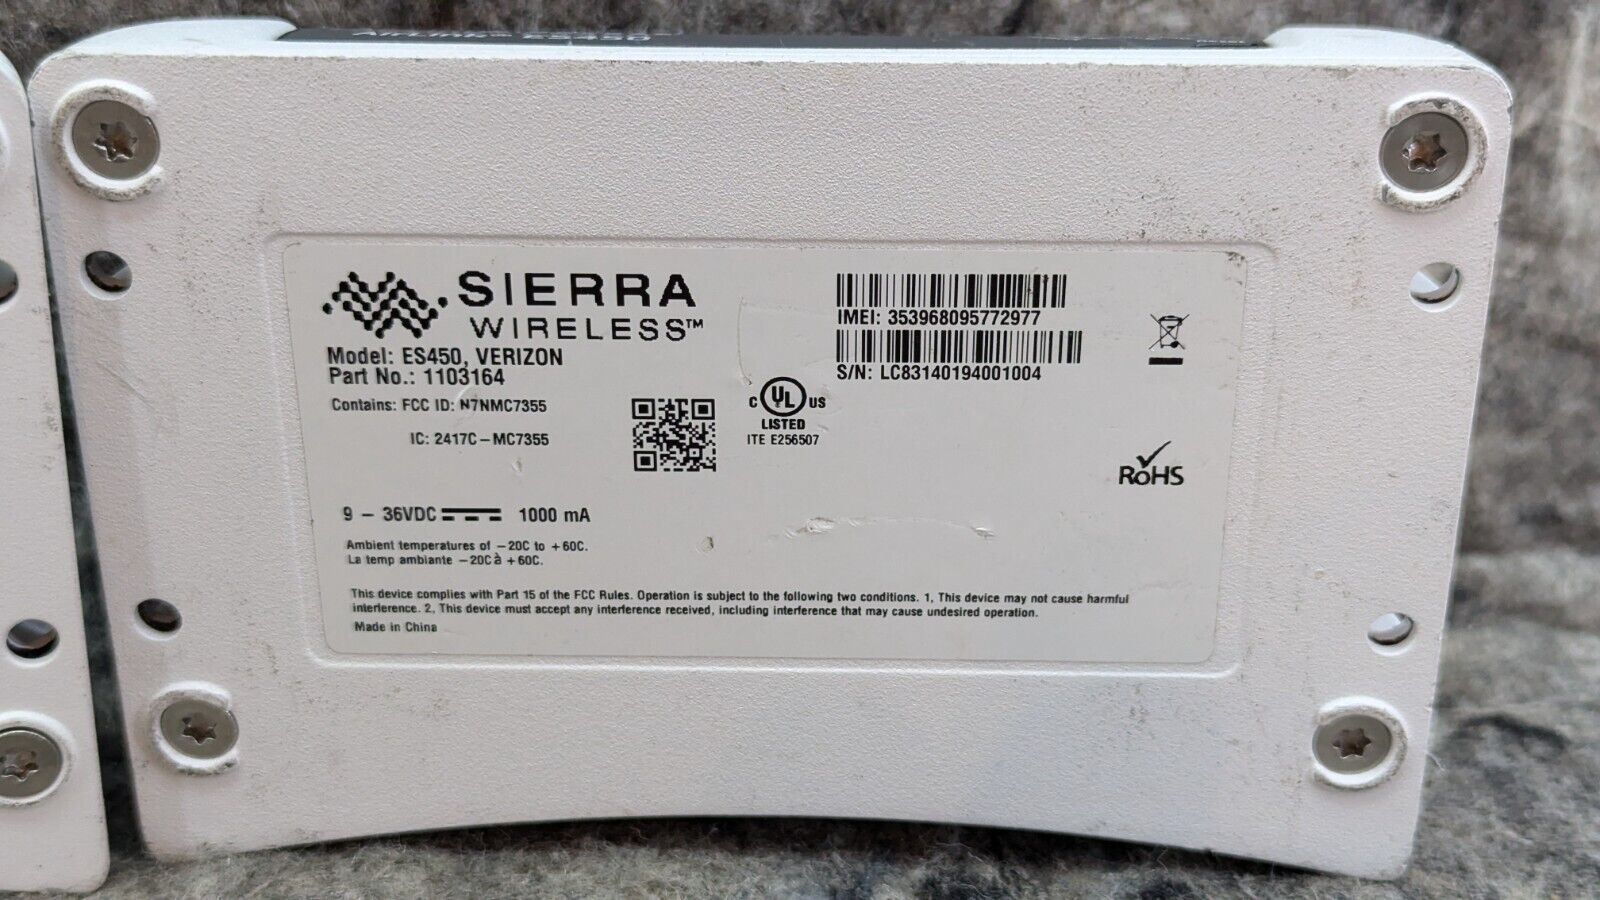 SIERRA
WIRELESS™
Model: ES450, VERIZON
Part No.: 1103164
Contains: FCC ID: N7NMC7355
IC: 2417C-MC7355
IMEI: 353968095772977
S/N: LC83140194001004
C UL US
LISTED
ITE E256507
RoHS
9 - 36VDC 1000 mA
Ambient temperatures of -20C to +60C.
La temp ambiante -20C à +60C.
This device complies with Part 15 of the FCC Rules. Operation is subject to the following two conditions. 1, This device may not cause harmful
interference. 2, This device must accept any interference received, including interference that may cause undesired operation.
Made in China